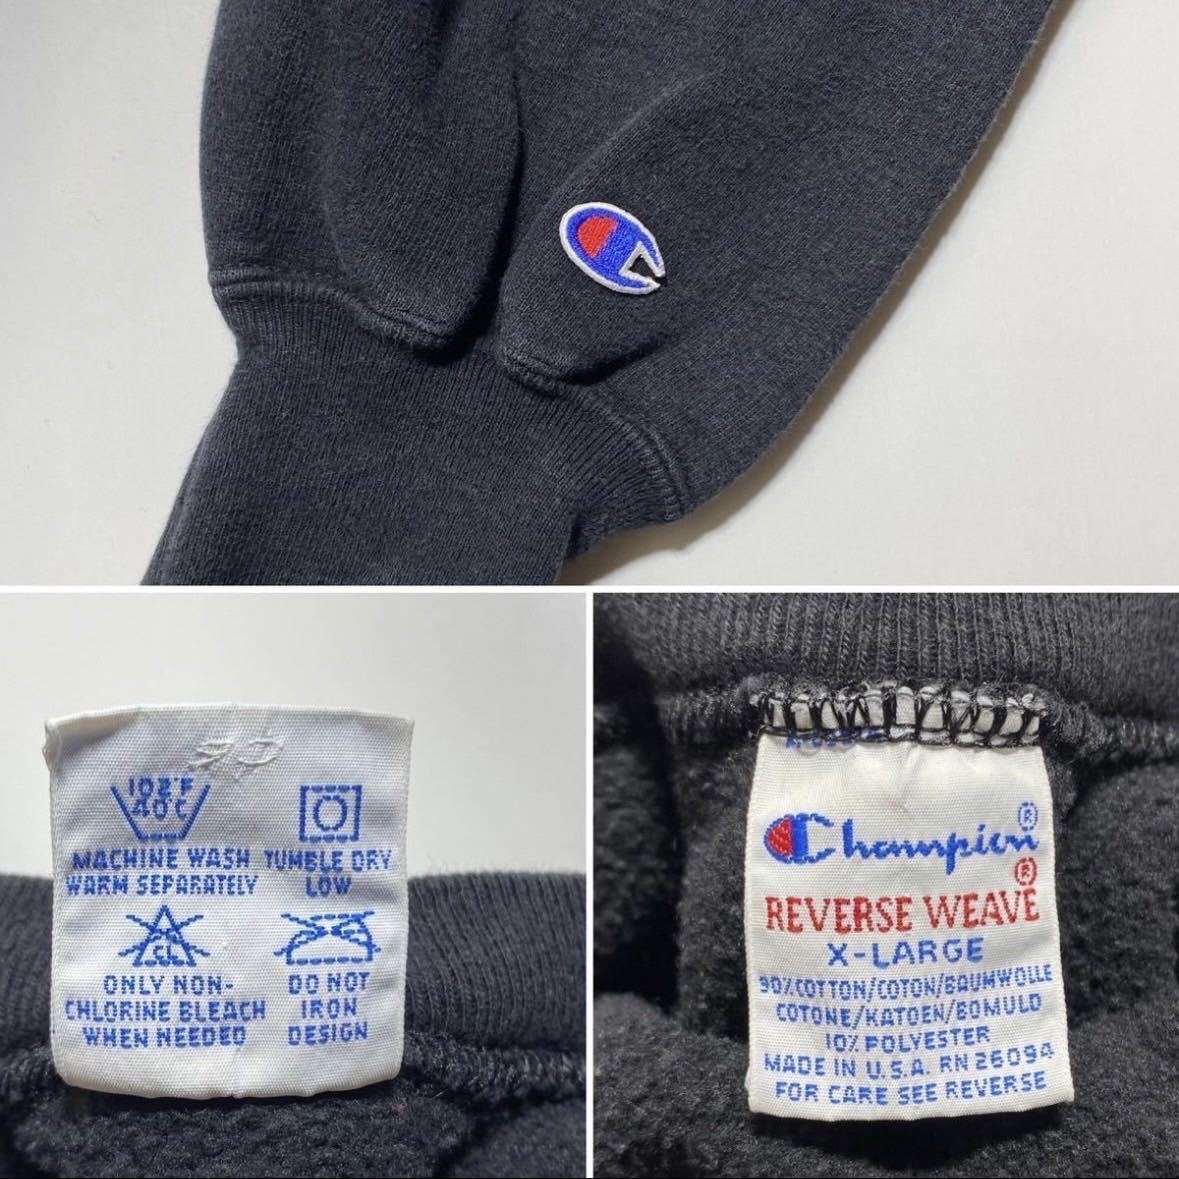 102°F
40°C
MACHINE WASH
WARM SEPARATELY
TUMBLE DRY
LOW
CL
ONLY NON-
CHLORINE BLEACH
WHEN NEEDED
DO NOT
IRON
DESIGN
Champion®
REVERSE WEAVE®
X-LARGE
90% COTTON/COTON/BAUMWOLLE
COTONE/KATOEN/BOMULD
10% POLYESTER
MADE IN U.S.A. RN 26094
FOR CARE SEE REVERSE